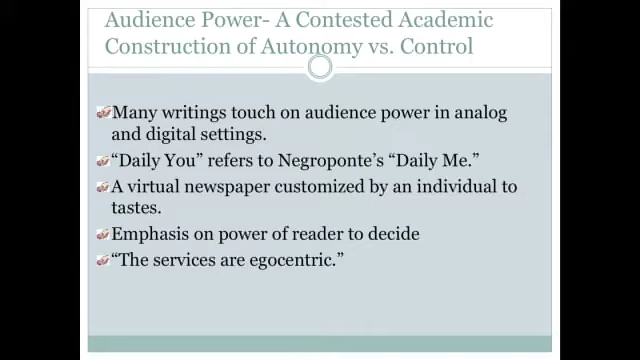 Audience Power- A Contested Academic
Construction of Autonomy vs. Control
Many writings touch on audience power in analog
and digital settings.
“Daily You” refers to Negroponte’s “Daily Me.”
A virtual newspaper customized by an individual to
tastes.
Emphasis on power of reader to decide
“The services are egocentric.”